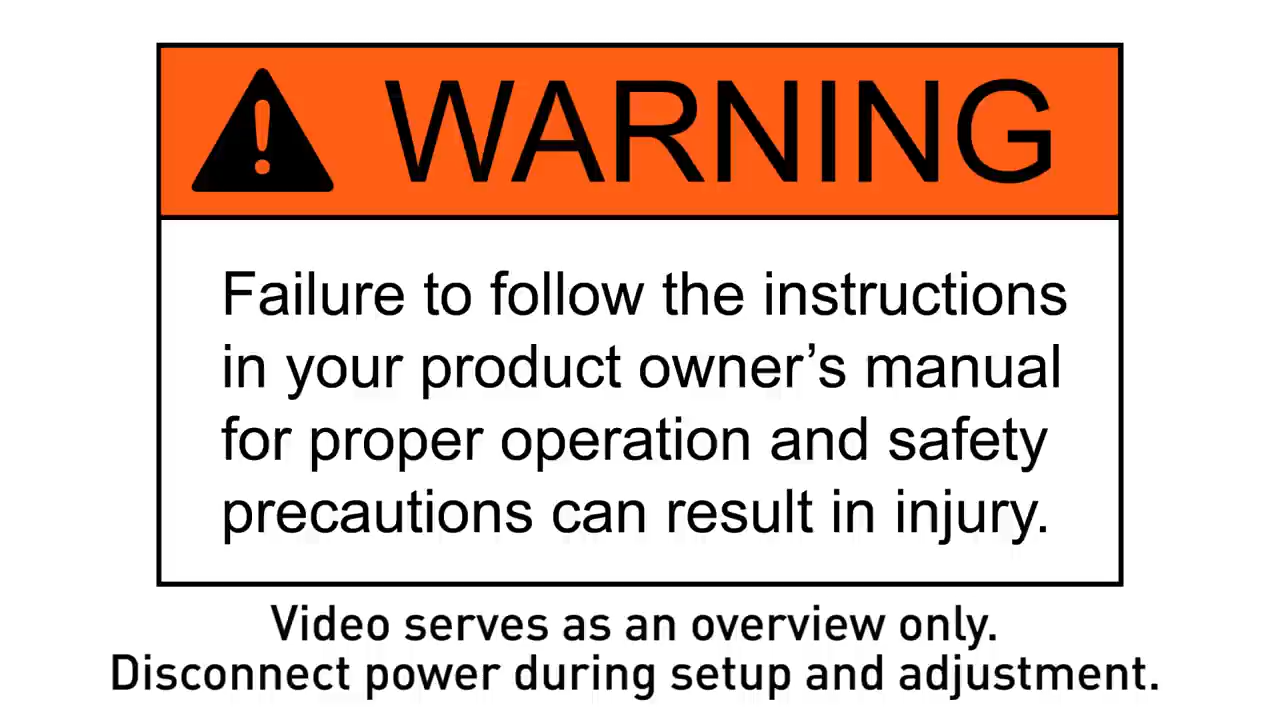 WARNING
Failure to follow the instructions
in your product owner’s manual
for proper operation and safety
precautions can result in injury.
Video serves as an overview only.
Disconnect power during setup and adjustment.